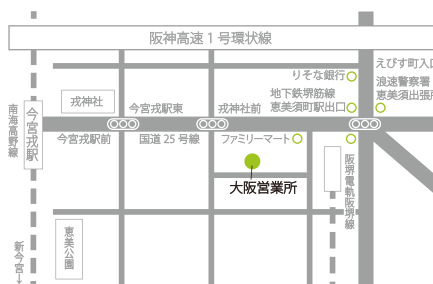 阪神高速1号環状線
えびす町入口
りそな銀行
浪速警察署
恵美須出張所
地下鉄堺筋線
恵美須町駅出口
戎神社
今宮戎駅東
戎神社前
南海高野線
今宮戎駅
今宮戎駅前
国道25号線
ファミリーマート
阪堺電軌阪堺線
大阪営業所
恵美公園
新今宮→